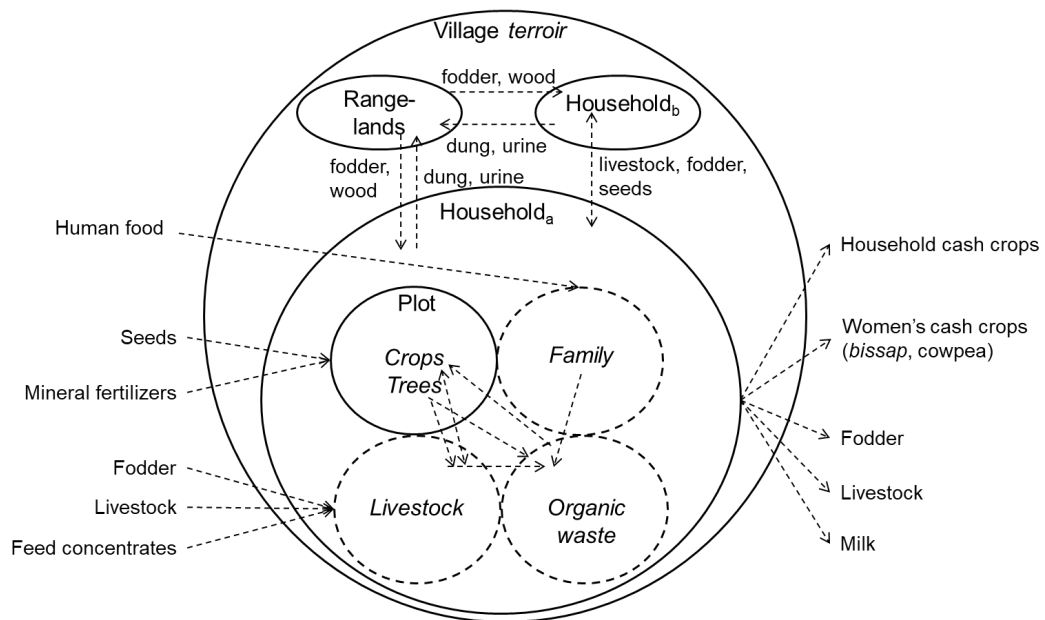 Village terroir
fodder, wood
Range-
lands
Household_b
dung, urine
fodder,
wood
dung, urine
livestock, fodder,
seeds
Household_a
Human food
Household cash crops
Plot
Seeds
Women's cash crops
(bissap, cowpea)
Crops
Trees
Family
Mineral fertilizers
Fodder
Fodder
Livestock
Livestock
Livestock
Organic
waste
Feed concentrates
Milk